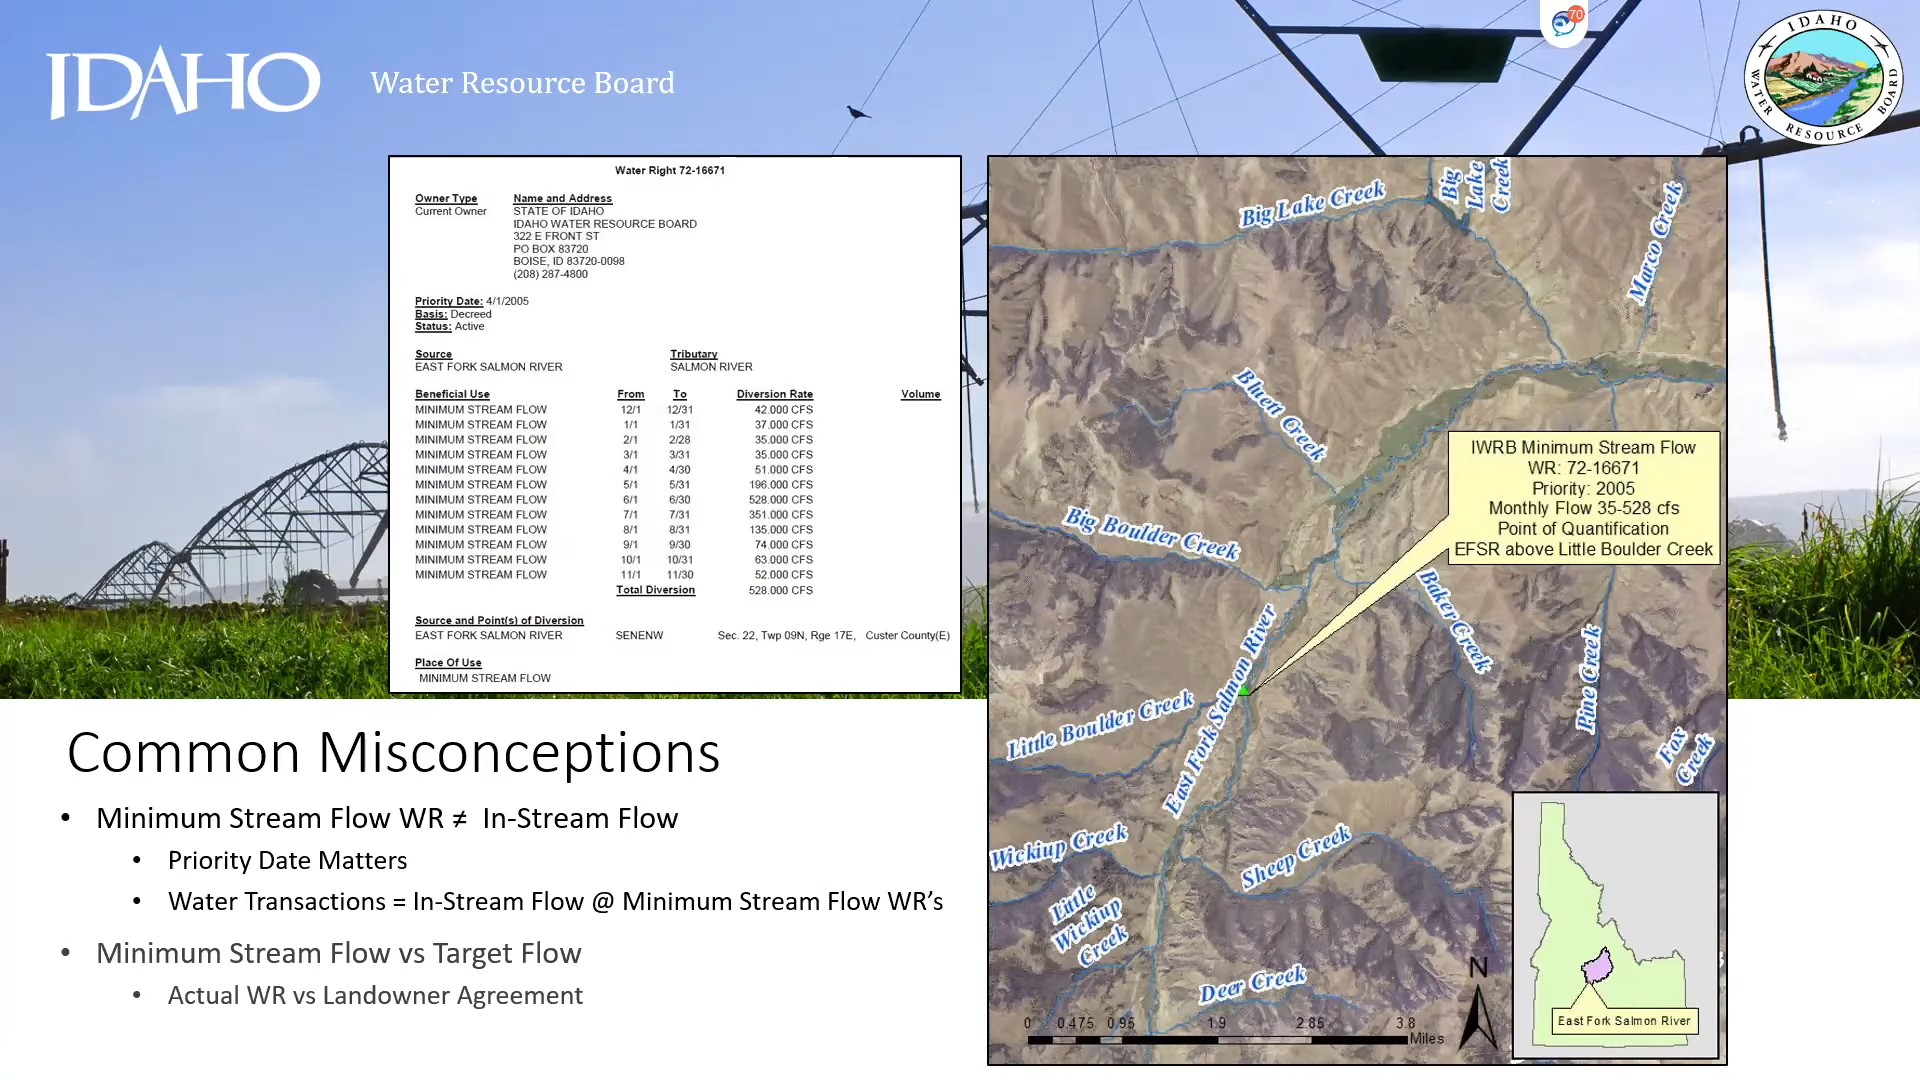 IDAHO
Water Resource Board
70
IDAHO
WATER RESOURCE BOARD
Water Right 72-16671
Owner Type Name and Address
Current Owner STATE OF IDAHO
IDAHO WATER RESOURCE BOARD
322 E FRONT ST
PO BOX 83720
BOISE, ID 83720-0098
(208) 287-4800
Priority Date: 4/1/2005
Basis: Decreed
Status: Active
Source Tributary
EAST FORK SALMON RIVER SALMON RIVER
Beneficial Use From To Diversion Rate Volume
MINIMUM STREAM FLOW 12/1 12/31 42.000 CFS
MINIMUM STREAM FLOW 1/1 1/31 37.000 CFS
MINIMUM STREAM FLOW 2/1 2/28 35.000 CFS
MINIMUM STREAM FLOW 3/1 3/31 35.000 CFS
MINIMUM STREAM FLOW 4/1 4/30 51.000 CFS
MINIMUM STREAM FLOW 5/1 5/31 196.000 CFS
MINIMUM STREAM FLOW 6/1 6/30 528.000 CFS
MINIMUM STREAM FLOW 7/1 7/31 351.000 CFS
MINIMUM STREAM FLOW 8/1 8/31 135.000 CFS
MINIMUM STREAM FLOW 9/1 9/30 74.000 CFS
MINIMUM STREAM FLOW 10/1 10/31 63.000 CFS
MINIMUM STREAM FLOW 11/1 11/30 52.000 CFS
Total Diversion 528.000 CFS
Source and Point(s) of Diversion
EAST FORK SALMON RIVER SENENW Sec. 22, Twp 09N, Rge 17E, Custer County(E)
Place Of Use
MINIMUM STREAM FLOW
Big Lake Creek
Big
Lake
Creek
Marco Creek
Bluett Creek
IWRB Minimum Stream Flow
WR: 72-16671
Priority: 2005
Monthly Flow 35-528 cfs
Point of Quantification
EFSR above Little Boulder Creek
Big Boulder Creek
Baker Creek
Pine Creek
East Fork Salmon River
Little Boulder Creek
Fox
Creek
Wickiup Creek
Sheep Creek
Little
Wickiup
Creek
Deer Creek
N
0 0.475 0.95 1.9 2.85 3.8
Miles
East Fork Salmon River
Common Misconceptions
• Minimum Stream Flow WR ≠ In-Stream Flow
• Priority Date Matters
• Water Transactions = In-Stream Flow @ Minimum Stream Flow WR’s
• Minimum Stream Flow vs Target Flow
• Actual WR vs Landowner Agreement